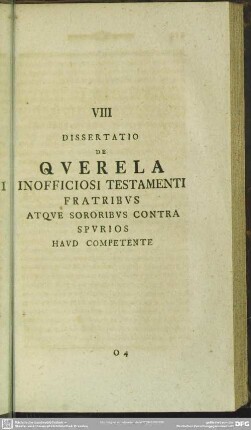 VIII
DISSERTATIO
DE
QVERELA
INOFFICIOSI TESTAMENTI
FRATRIBVS
ATQVE SORORIBVS CONTRA
SPVRIOS
HAVD COMPETENTE
O 4